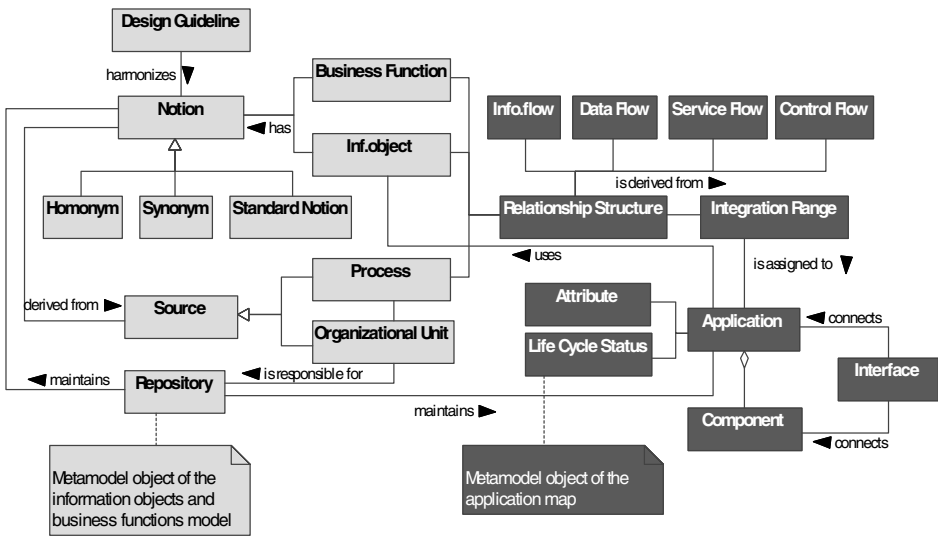 Design Guideline
harmonizes
Business Function
Notion
Info.flow
Data Flow
Service Flow
Control Flow
has
Inf.object
is derived from
Homonym
Synonym
Standard Notion
Relationship Structure
Integration Range
uses
Process
is assigned to
Attribute
derived from
Source
Application
connects
Organizational Unit
Life Cycle Status
maintains
Repository
is responsible for
Interface
maintains
Component
connects
Metamodel object of the
information objects and
business functions model
Metamodel object of the
application map